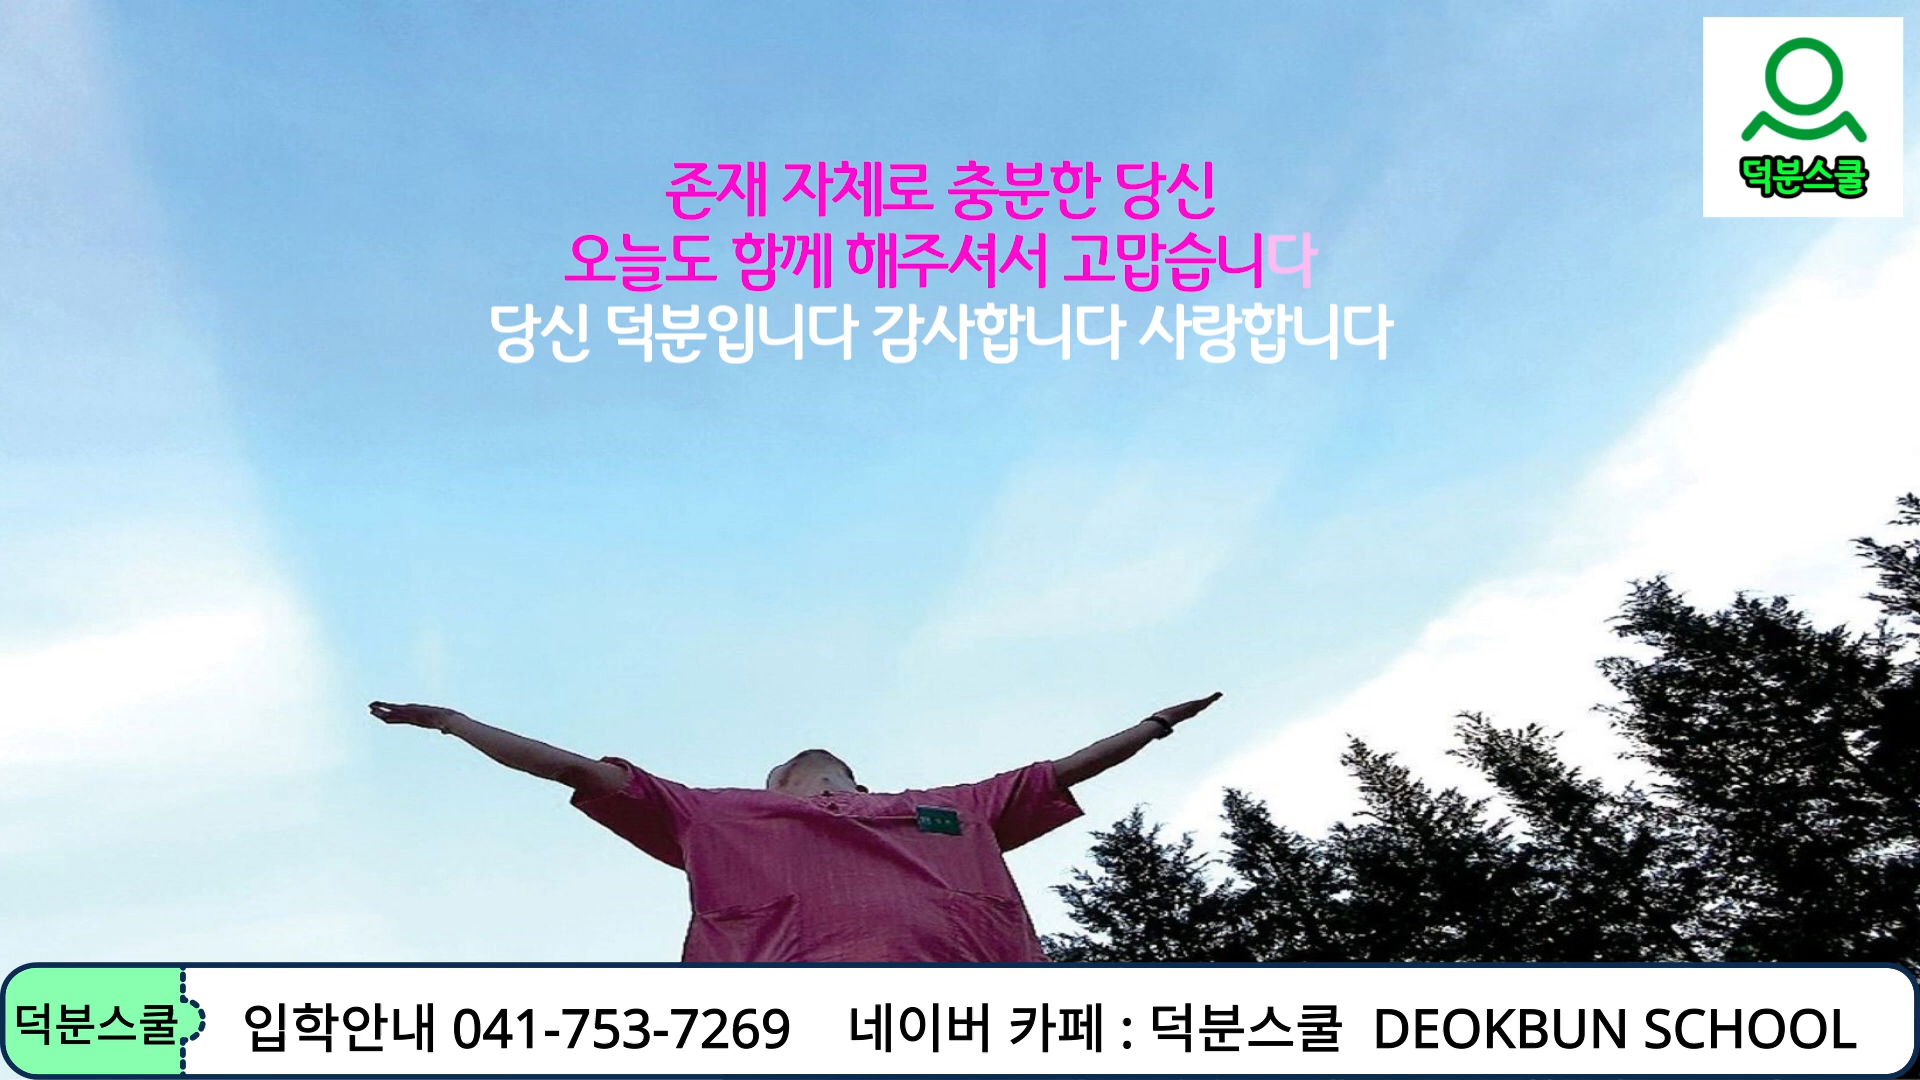 덕분스쿨
존재 자체로 충분한 당신
오늘도 함께 해주셔서 고맙습니다
당신 덕분입니다 감사합니다 사랑합니다
덕분스쿨
입학안내 041-753-7269 네이버 카페 : 덕분스쿨 DEOKBUN SCHOOL